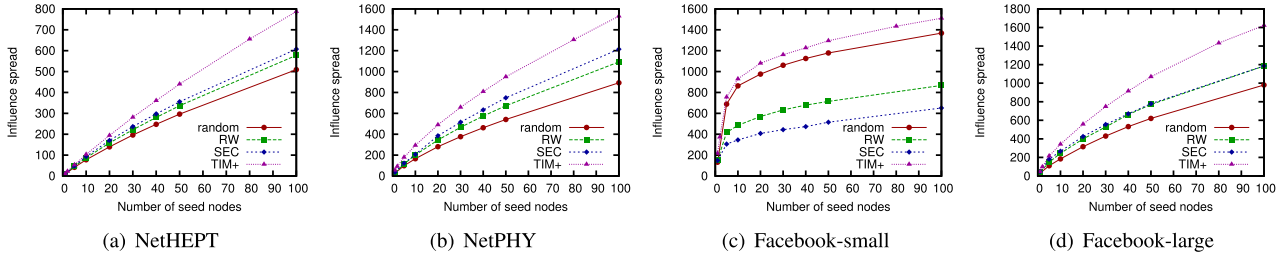 800
700
600
500
400
300
200
100
0
Influence spread
random
RW
SEC
TIM+
0 10 20 30 40 50 60 70 80 90 100
Number of seed nodes
(a) NetHEPT
1600
1400
1200
1000
800
600
400
200
0
Influence spread
random
RW
SEC
TIM+
0 10 20 30 40 50 60 70 80 90 100
Number of seed nodes
(b) NetPHY
1600
1400
1200
1000
800
600
400
200
0
Influence spread
random
RW
SEC
TIM+
0 10 20 30 40 50 60 70 80 90 100
Number of seed nodes
(c) Facebook-small
1800
1600
1400
1200
1000
800
600
400
200
0
Influence spread
random
RW
SEC
TIM+
0 10 20 30 40 50 60 70 80 90 100
Number of seed nodes
(d) Facebook-large